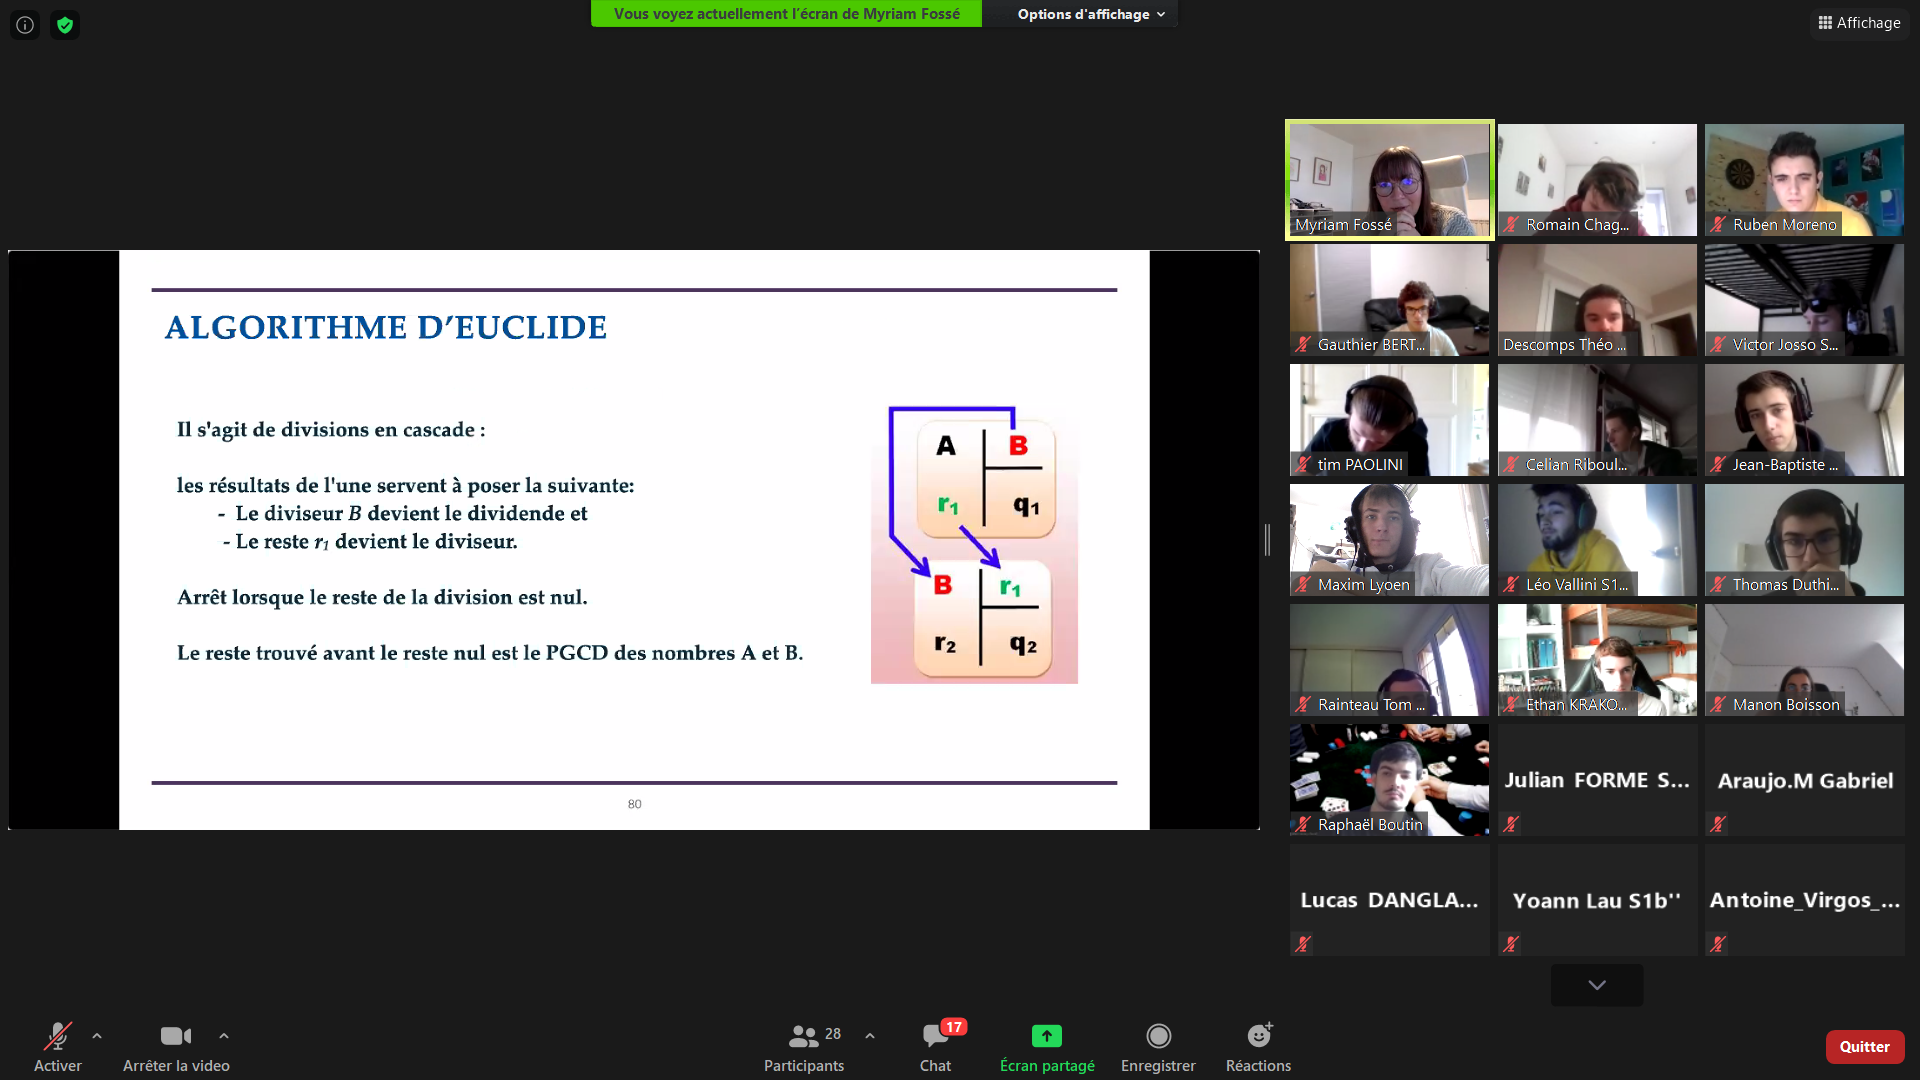 Vous voyez actuellement l'écran de Myriam Fossé
Options d'affichage
Affichage
ALGORITHME D'EUCLIDE
Il s'agit de divisions en cascade :
les résultats de l'une servent à poser la suivante:
- Le diviseur B devient le dividende et
- Le reste r1 devient le diviseur.
Arrêt lorsque le reste de la division est nul.
Le reste trouvé avant le reste nul est le PGCD des nombres A et B.
A B
r1 q1
B r1
r2 q2
80
Myriam Fossé
Romain Chag...
Ruben Moreno
Gauthier BERT...
Descomps Théo ...
Victor Josso S...
tim PAOLINI
Celian Riboul...
Jean-Baptiste ...
Maxim Lyoen
Léo Vallini S1...
Thomas Duthi...
Rainteau Tom ...
Ethan KRAKO...
Manon Boisson
Raphaël Boutin
Julian FORME S...
Araujo.M Gabriel
Lucas DANGLA...
Yoann Lau S1b''
Antoine_Virgos_...
Activer
Arrêter la video
28
Participants
17
Chat
Écran partagé
Enregistrer
Réactions
Quitter